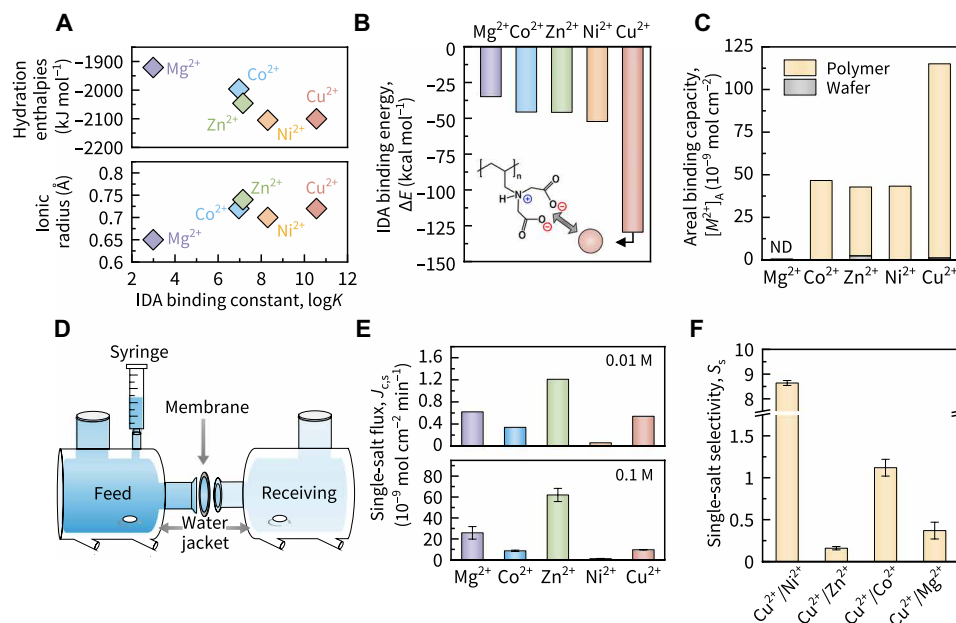 A
Hydration
enthalpies
(kJ mol⁻¹)
−1900
−2000
−2100
−2200
Mg²⁺
Co²⁺
Zn²⁺
Ni²⁺
Cu²⁺
Ionic
radius (Å)
0.8
0.75
0.7
0.65
0.6
Mg²⁺
Co²⁺
Zn²⁺
Ni²⁺
Cu²⁺
2 4 6 8 10 12
IDA binding constant, logK
B
Mg²⁺ Co²⁺ Zn²⁺ Ni²⁺ Cu²⁺
IDA binding energy,
ΔE (kcal mol⁻¹)
0
−25
−50
−75
−100
−125
−150
n
H
N
⊕
O
O
⊖
O
O
⊖
C
Areal binding capacity,
[M²⁺]A (10⁻⁹ mol cm⁻²)
125
100
75
50
25
0
Polymer
Wafer
ND
Mg²⁺ Co²⁺ Zn²⁺ Ni²⁺ Cu²⁺
D
Syringe
Membrane
Feed
Receiving
Water
jacket
E
Single-salt flux, Jc,s
(10⁻⁹ mol cm⁻² min⁻¹)
1.6
1.2
0.8
0.4
0
0.01 M
80
60
40
20
0
0.1 M
Mg²⁺ Co²⁺ Zn²⁺ Ni²⁺ Cu²⁺
F
Single-salt selectivity, Ss
10
9
8
1.5
1
0.5
0
Cu²⁺/Ni²⁺
Cu²⁺/Zn²⁺
Cu²⁺/Co²⁺
Cu²⁺/Mg²⁺